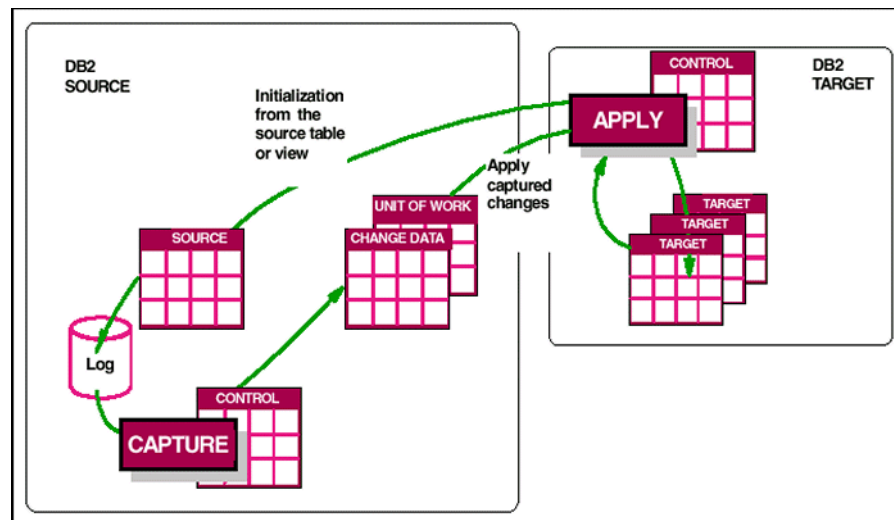 DB2
SOURCE
Initialization
from the
source table
or view
SOURCE
Log
CAPTURE
CONTROL
UNIT OF WORK
CHANGE DATA
Apply
captured
changes
DB2
TARGET
CONTROL
APPLY
TARGET
TARGET
TARGET